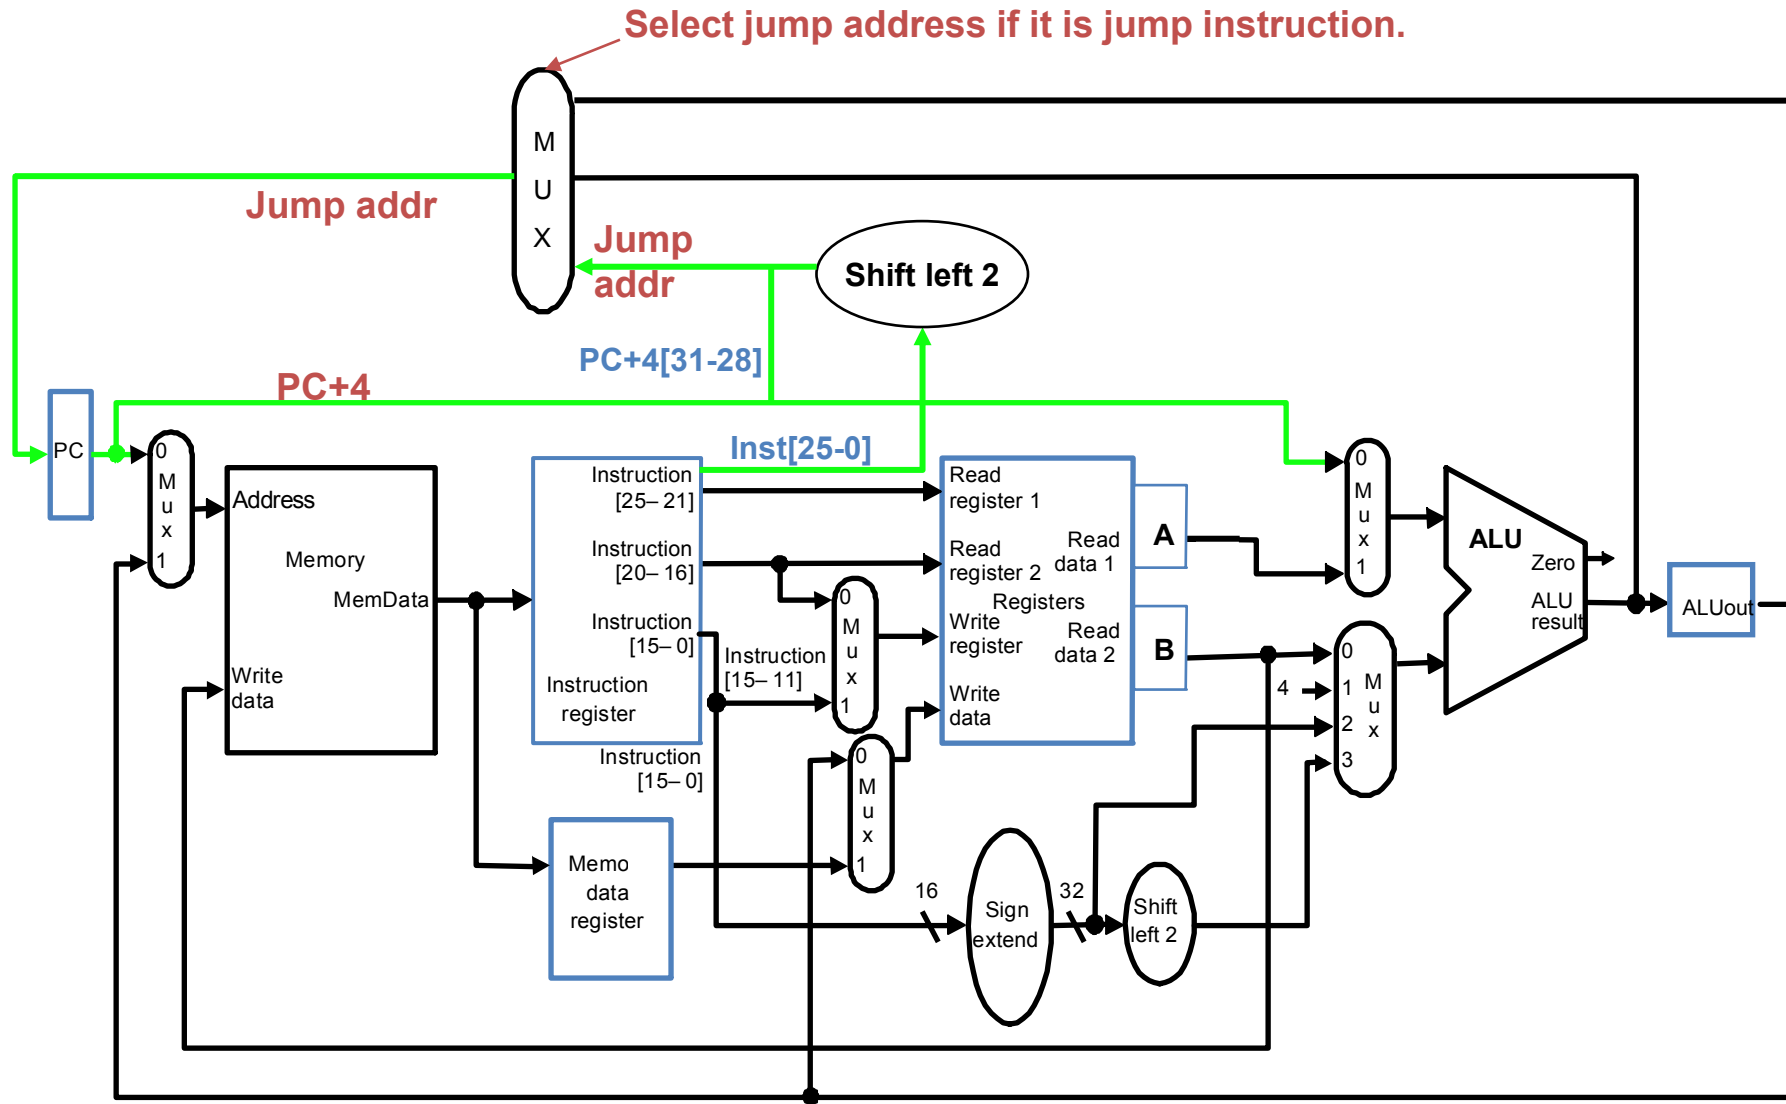 Select jump address if it is jump instruction.
M
U
X
Jump addr
Jump
addr
Shift left 2
PC+4[31-28]
PC+4
PC
0
M
u
x
1
Address
Memory
MemData
Write
data
Inst[25-0]
Instruction
[25– 21]
Instruction
[20– 16]
Instruction
[15– 0]
Instruction
register
Instruction
[15– 11]
Instruction
[15– 0]
0
M
u
x
1
0
M
u
x
1
Memo
data
register
Read
register 1
Read
register 2
Registers
Write
register
Write
data
Read
data 1
Read
data 2
A
B
16
Sign
extend
32
Shift
left 2
0
M
u
x
1
4
0
1
2
3
M
u
x
ALU
Zero
ALU
result
ALUout